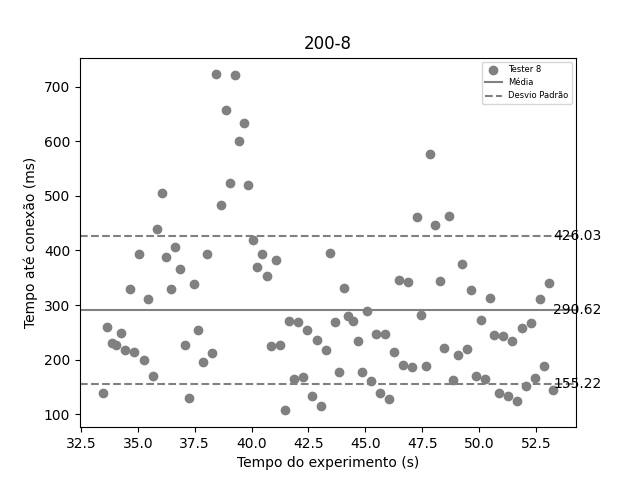 200-8
Tempo até conexão (ms)
700
600
500
400
300
200
100
Tester 8
Média
Desvio Padrão
426.03
290.62
155.22
32.5 35.0 37.5 40.0 42.5 45.0 47.5 50.0 52.5
Tempo do experimento (s)